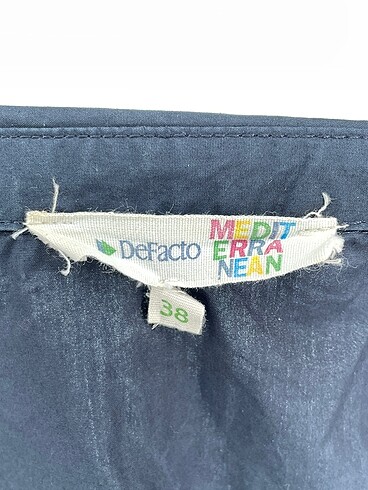 DeFacto
MEDIT
ERRA
NEAN
38